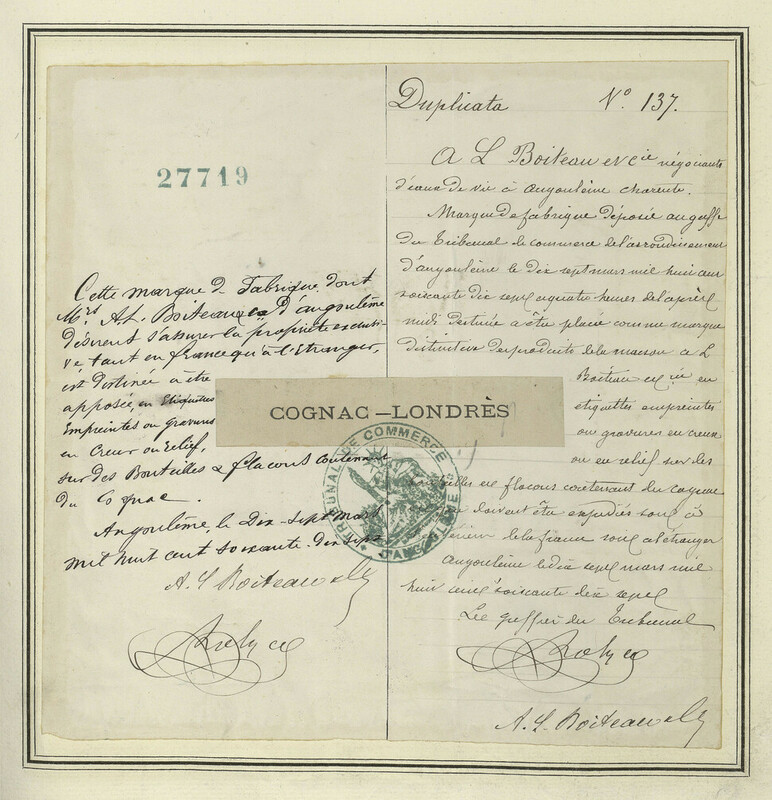 27719
Cette marque de Fabrique, dont
Mrs A. L. Boiteau & Cie d'angoulême
désirent s'assurer la propriété exclusi-
ve tant en france qu'à l'Etranger,
est destinée à être
apposée, en Etiquettes
Empreintes ou gravures
en Creux ou Relief,
sur des Bouteilles & flacons contenant
du Cognac.
Angoulême, le Dix-Sept Mars
mil huit cent soixante-dix Sept
A. L. Boiteau & Cie
Duplicata No. 137.
A L Boiteau et Cie négociants
d'eaux de vie à angoulême charente.
Marque de fabrique déposée au greffe
du Tribunal de commerce de l'arrondissement
d'angoulême le dix sept mars mil huit cent
soixante dix sept à quatre heures de l'après
midi destinée a être placée comme marque
distinctive des produits de la maison A L
Boiteau et Cie en
étiquettes empreintes
ou gravures en creux
ou en relief sur des
bouteilles et flacons contenant du cognac
qui doivent être expédiés soit à
l'intérieur de la france soit à l'étranger
angoulême le dix sept mars mil
huit cent soixante dix sept
Le greffier du Tribunal
A. L. Boiteau & Cie
COGNAC–LONDRÈS
TRIBUNAL DE COMMERCE
D'ANGOULÊME